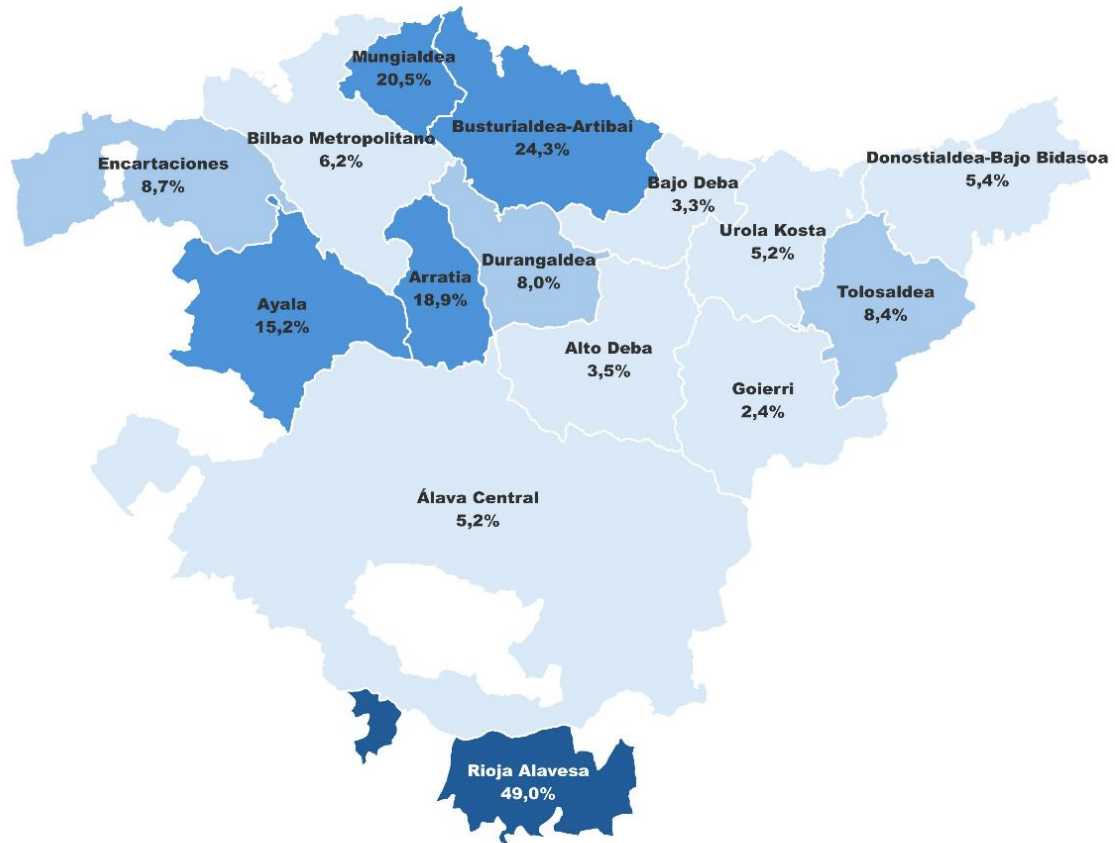 Mungialdea
20,5%
Busturialdea-Artibai
24,3%
Bilbao Metropolitano
6,2%
Encartaciones
8,7%
Donostialdea-Bajo Bidasoa
5,4%
Bajo Deba
3,3%
Urola Kosta
5,2%
Durangaldea
8,0%
Arratia
18,9%
Tolosaldea
8,4%
Ayala
15,2%
Alto Deba
3,5%
Goierri
2,4%
Álava Central
5,2%
Rioja Alavesa
49,0%